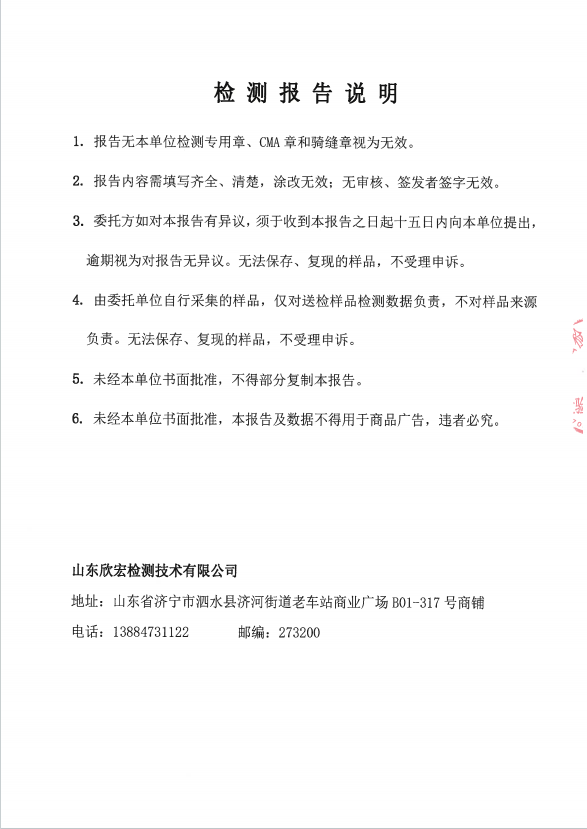 检测报告说明
1. 报告无本单位检测专用章、CMA 章和骑缝章视为无效。
2. 报告内容需填写齐全、清楚，涂改无效；无审核、签发者签字无效。
3. 委托方如对本报告有异议，须于收到本报告之日起十五日内向本单位提出，
逾期视为对报告无异议。无法保存、复现的样品，不受理申诉。
4. 由委托单位自行采集的样品，仅对送检样品检测数据负责，不对样品来源
负责。无法保存、复现的样品，不受理申诉。
5. 未经本单位书面批准，不得部分复制本报告。
6. 未经本单位书面批准，本报告及数据不得用于商品广告，违者必究。
山东欣宏检测技术有限公司
地址：山东省济宁市泗水县济河街道老车站商业广场 B01-317 号商铺
电话：13884731122 邮编：273200